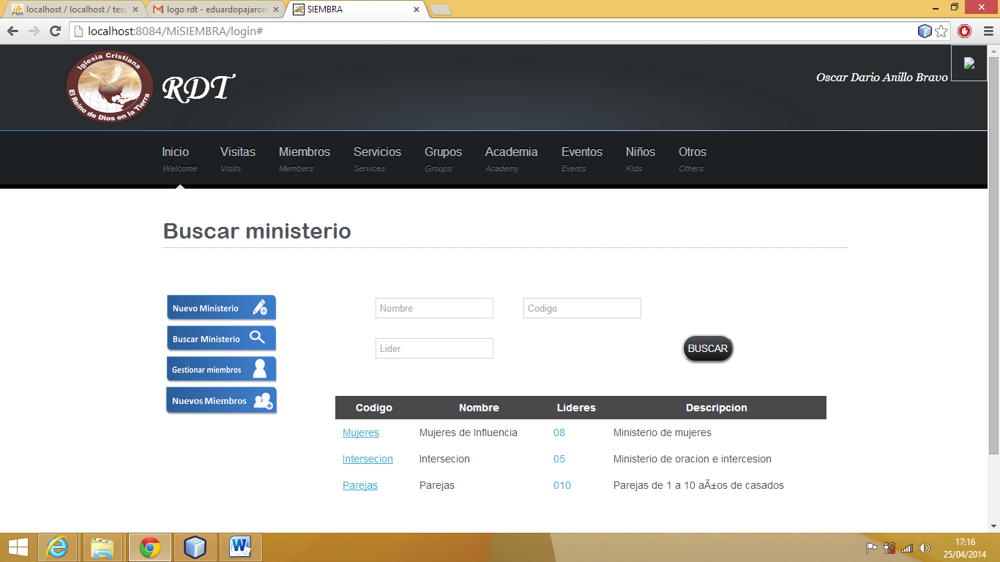 localhost / localhost / tesi
logo rdt - eduardopajaron
SIEMBRA
localhost:8084/MiSIEMBRA/login#
Iglesia Cristiana
El Reino de Dios en la Tierra
RDT
Oscar Dario Anillo Bravo
Inicio Visitas Miembros Servicios Grupos Academia Eventos Niños Otros
Welcome Visits Members Services Groups Academy Events Kids Others
Buscar ministerio
Nuevo Ministerio
Buscar Ministerio
Gestionar miembros
Nuevos Miembros
Nombre Codigo
Lider BUSCAR
Codigo Nombre Lideres Descripcion
Mujeres Mujeres de Influencia 08 Ministerio de mujeres
Intersecion Intersecion 05 Ministerio de oracion e intercesion
Parejas Parejas 010 Parejas de 1 a 10 aÃ±os de casados
17:16
25/04/2014